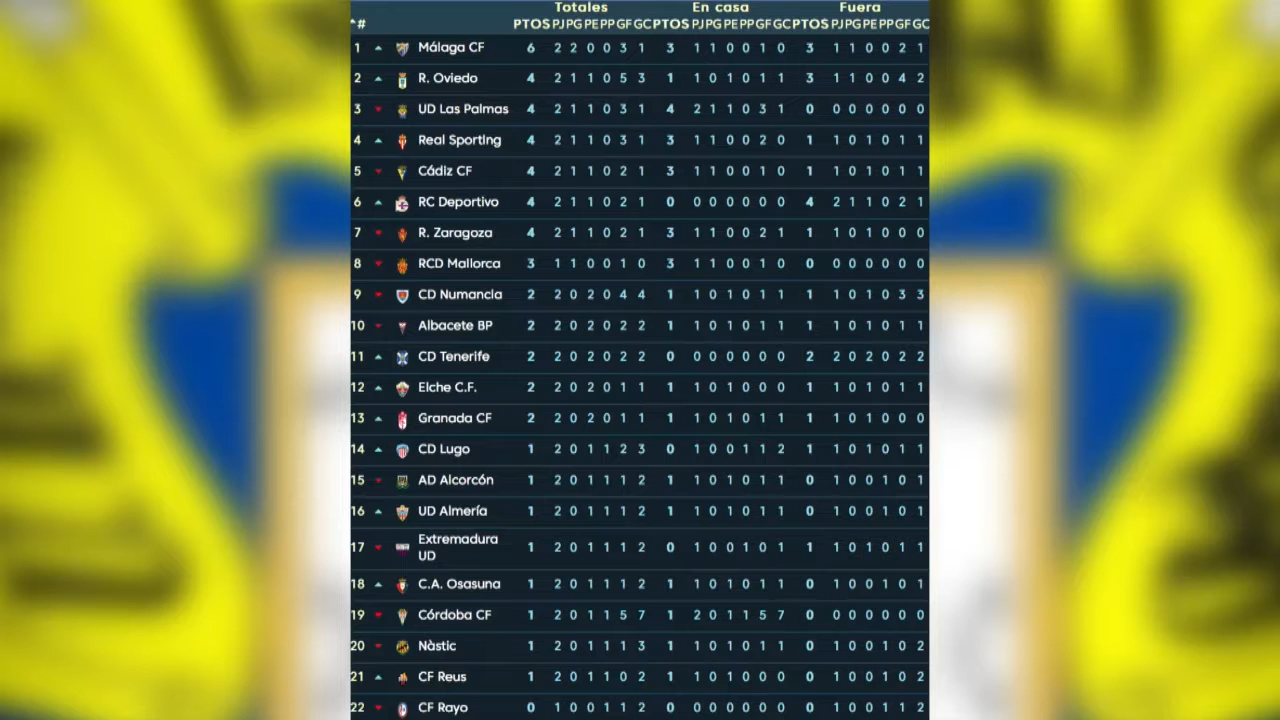 Totales En casa Fuera
*# PTOS PJ PG PE PP GF GC PTOS PJ PG PE PP GF GC PTOS PJ PG PE PP GF GC
1 Málaga CF 6 2 2 0 0 3 1 3 1 1 0 0 1 0 3 1 1 0 0 2 1
2 R. Oviedo 4 2 1 1 0 5 3 1 1 0 1 0 1 1 3 1 1 0 0 4 2
3 UD Las Palmas 4 2 1 1 0 3 1 4 2 1 1 0 3 1 0 0 0 0 0 0 0
4 Real Sporting 4 2 1 1 0 3 1 3 1 1 0 0 2 0 1 1 0 1 0 1 1
5 Cádiz CF 4 2 1 1 0 2 1 3 1 1 0 0 1 0 1 1 0 1 0 1 1
6 RC Deportivo 4 2 1 1 0 2 1 0 0 0 0 0 0 0 4 2 1 1 0 2 1
7 R. Zaragoza 4 2 1 1 0 2 1 3 1 1 0 0 2 1 1 1 0 1 0 0 0
8 RCD Mallorca 3 1 1 0 0 1 0 3 1 1 0 0 1 0 0 0 0 0 0 0 0
9 CD Numancia 2 2 0 2 0 4 4 1 1 0 1 0 1 1 1 1 0 1 0 3 3
10 Albacete BP 2 2 0 2 0 2 2 1 1 0 1 0 1 1 1 1 0 1 0 1 1
11 CD Tenerife 2 2 0 2 0 2 2 0 0 0 0 0 0 0 2 2 0 2 0 2 2
12 Elche C.F. 2 2 0 2 0 1 1 1 1 0 1 0 0 0 1 1 0 1 0 1 1
13 Granada CF 2 2 0 2 0 1 1 1 1 0 1 0 1 1 1 1 0 1 0 0 0
14 CD Lugo 1 2 0 1 1 2 3 0 1 0 0 1 1 2 1 1 0 1 0 1 1
15 AD Alcorcón 1 2 0 1 1 1 2 1 1 0 1 0 1 1 0 1 0 0 1 0 1
16 UD Almería 1 2 0 1 1 1 2 1 1 0 1 0 1 1 0 1 0 0 1 0 1
17 Extremadura UD 1 2 0 1 1 1 2 0 1 0 0 1 0 1 1 1 0 1 0 1 1
18 C.A. Osasuna 1 2 0 1 1 1 2 1 1 0 1 0 1 1 0 1 0 0 1 0 1
19 Córdoba CF 1 2 0 1 1 5 7 1 2 0 1 1 5 7 0 0 0 0 0 0 0
20 Nàstic 1 2 0 1 1 1 3 1 1 0 1 0 1 1 0 1 0 0 1 0 2
21 CF Reus 1 2 0 1 1 0 2 1 1 0 1 0 0 0 0 1 0 0 1 0 2
22 CF Rayo 0 1 0 0 1 1 2 0 0 0 0 0 0 0 0 1 0 0 1 1 2